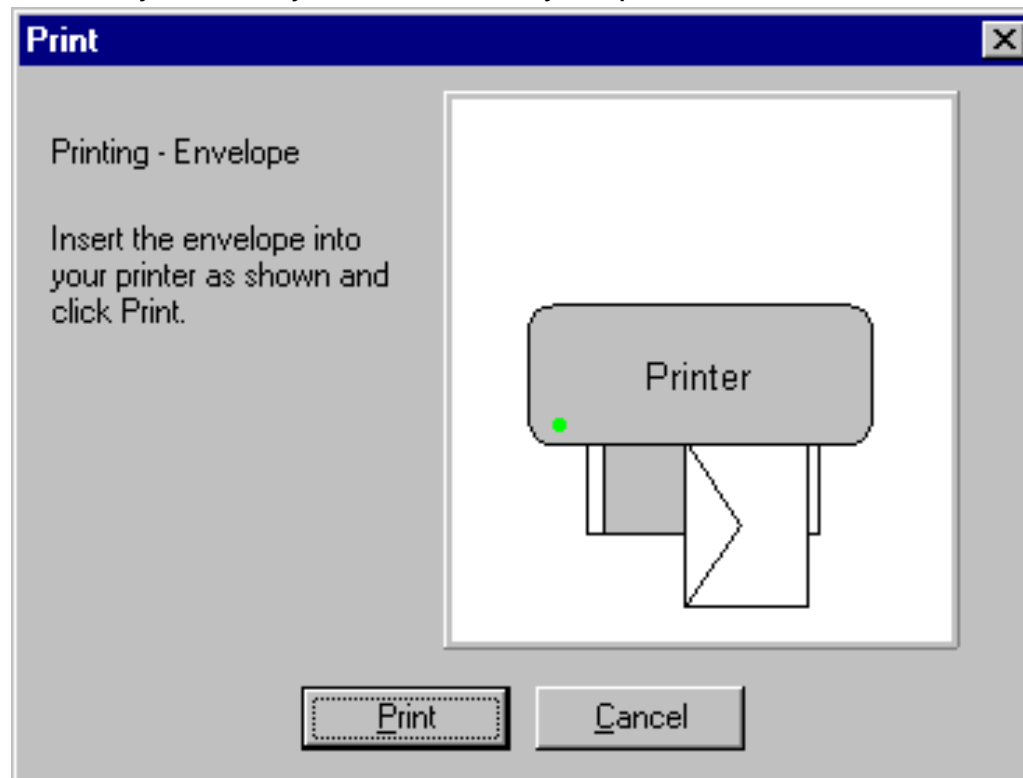 Print
Printing - Envelope
Insert the envelope into
your printer as shown and
click Print.
Printer
Print
Cancel